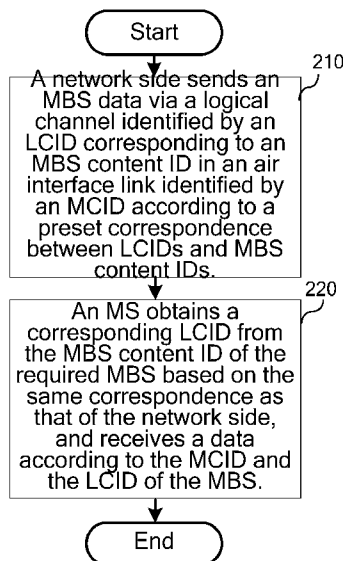 Start
210
A network side sends an
MBS data via a logical
channel identified by an
LCID corresponding to an
MBS content ID in an air
interface link identified by
an MCID according to a
preset correspondence
between LCIDs and MBS
content IDs.
220
An MS obtains a
corresponding LCID from
the MBS content ID of the
required MBS based on the
same correspondence as
that of the network side,
and receives a data
according to the MCID and
the LCID of the MBS.
End